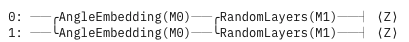 0: ───╭AngleEmbedding(M0)──╭RandomLayers(M1)───┤ ⟨Z⟩
1: ───╰AngleEmbedding(M0)──╰RandomLayers(M1)───┤ ⟨Z⟩